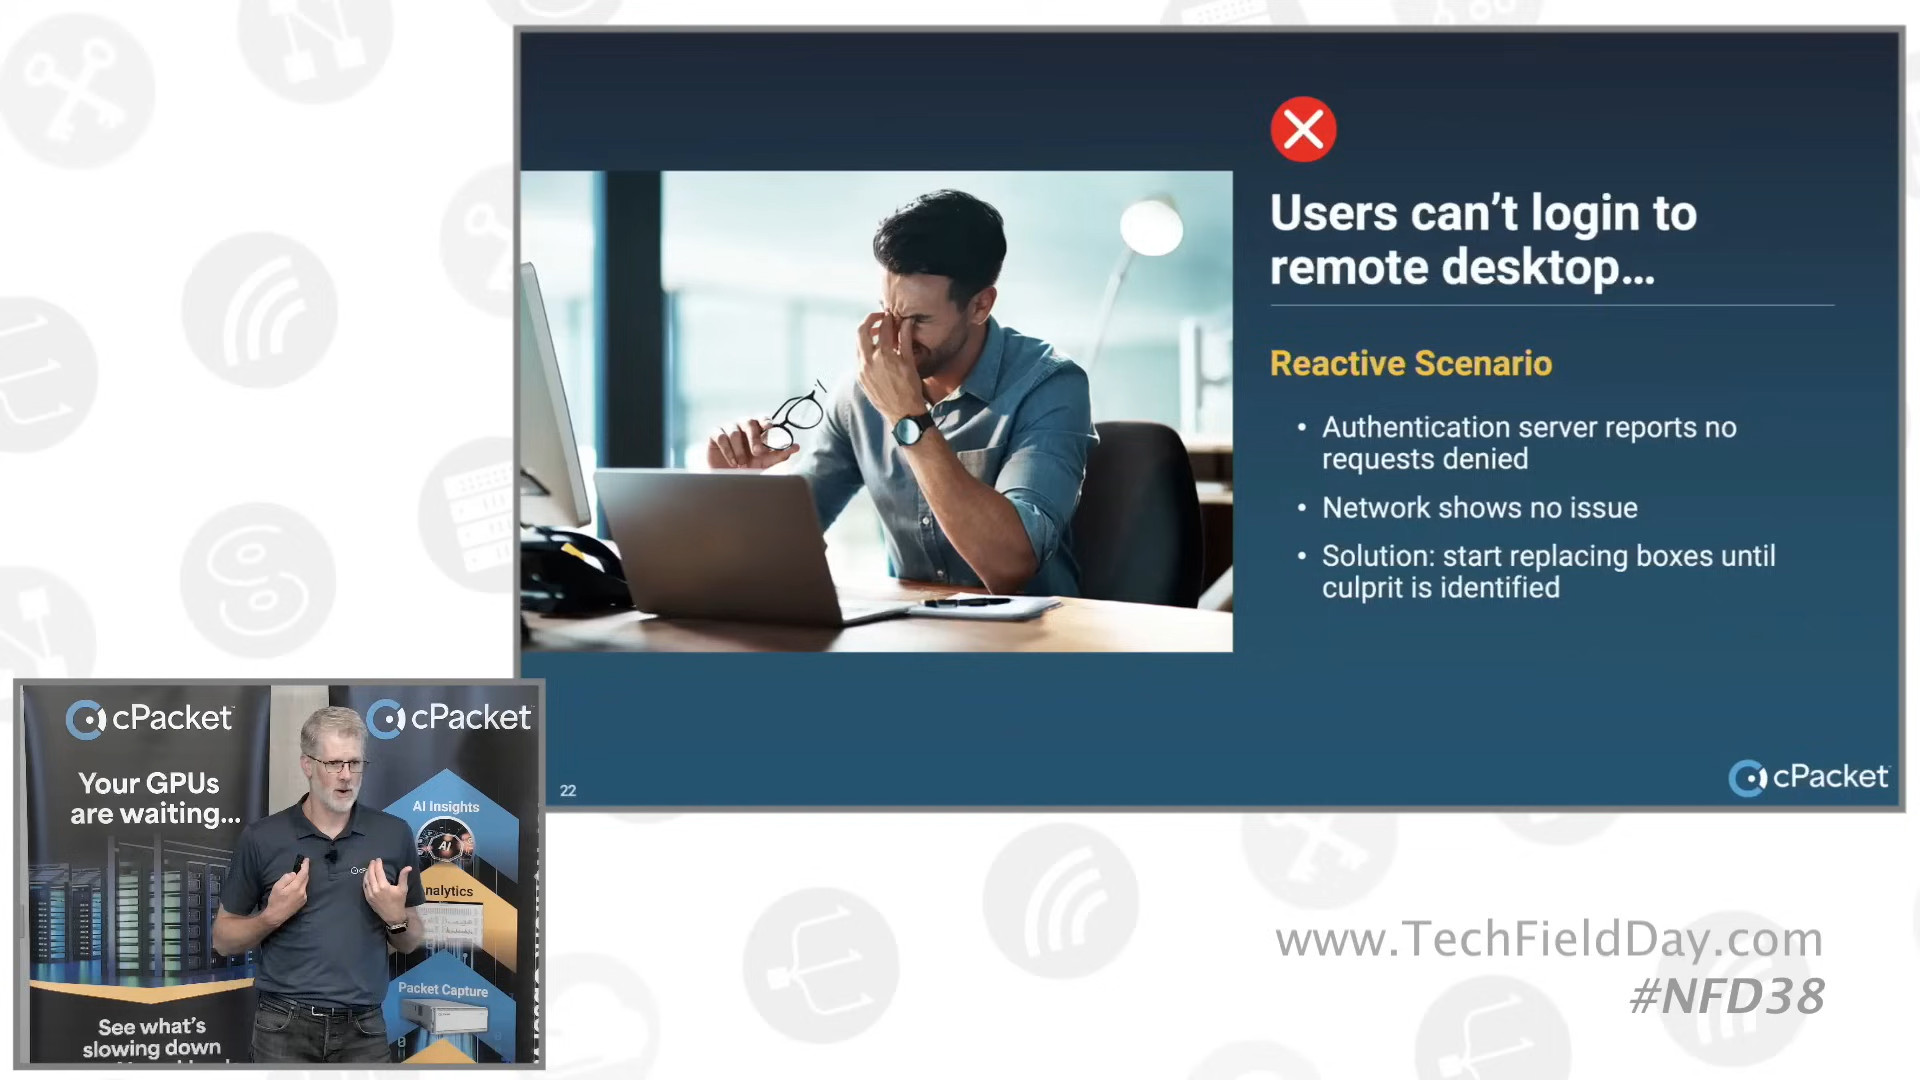 Users can't login to
remote desktop...
Reactive Scenario
• Authentication server reports no
requests denied
• Network shows no issue
• Solution: start replacing boxes until
culprit is identified
22
cPacket
cPacket
cPacket
Your GPUs
are waiting...
See what's
slowing down
AI Insights
AI
nalytics
Packet Capture
www.TechFieldDay.com
#NFD38